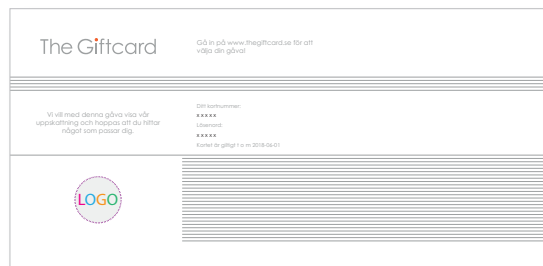 The Giftcard
Gå in på www.thegiftcard.se för att
välja din gåva!
Vi vill med denna gåva visa vår
uppskattning och hoppas att du hittar
något som passar dig.
Ditt kortnummer:
xxxxx
Lösenord:
xxxxx
Kortet är giltigt t o m 2018-06-01
LOGO